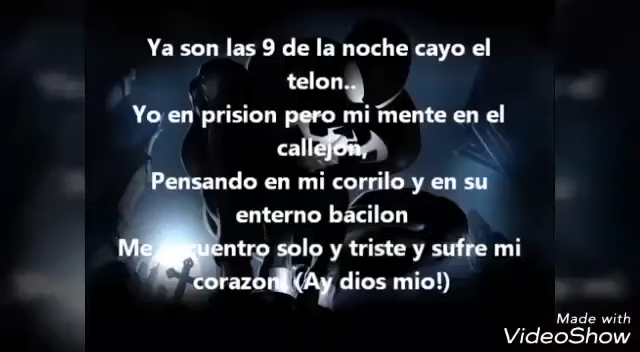 Ya son las 9 de la noche cayo el
telon..
Yo en prision pero mi mente en el
callejón,
Pensando en mi corrilo y en su
enterno bacilon
Me solo y triste y sufre mi
corazon. (Ay dios mio!)
Made with
VideoShow